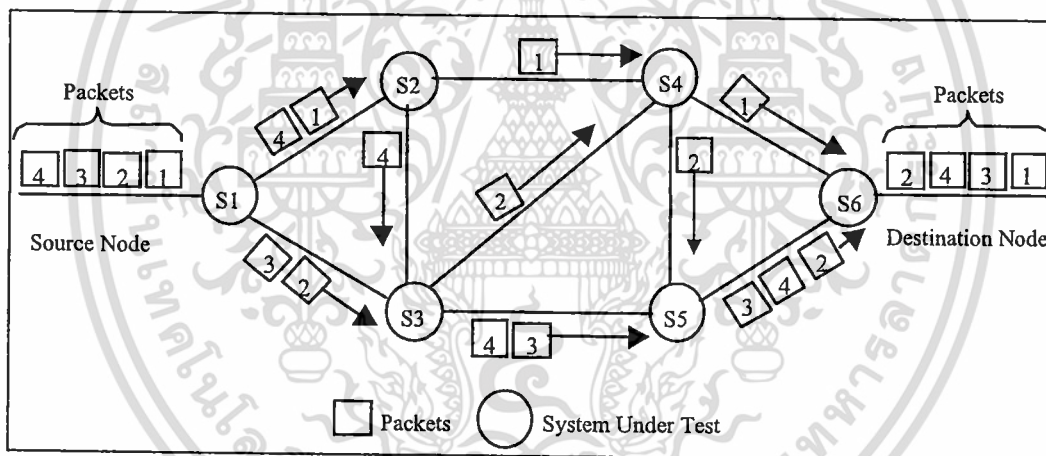 Packets
4 3 2 1
Source Node
S1
4 1
3 2
S2
4
S3
1
2
4 3
S4
2
S5
1
3 4 2
S6
Packets
2 4 3 1
Destination Node
Packets
System Under Test